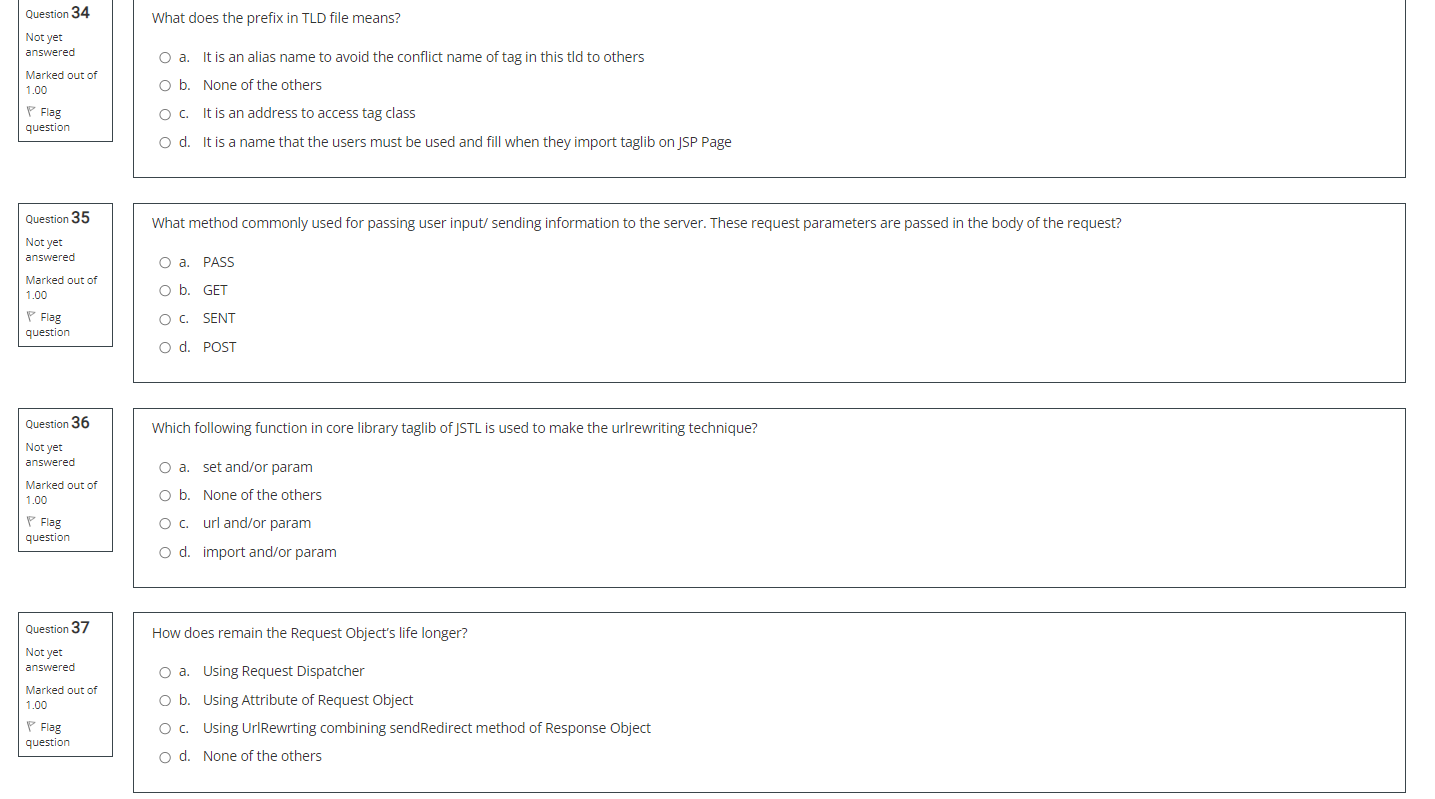 Question 34
Not yet
answered
Marked out of
1.00
Flag
question
What does the prefix in TLD file means?
a. It is an alias name to avoid the conflict name of tag in this tld to others
b. None of the others
c. It is an address to access tag class
d. It is a name that the users must be used and fill when they import taglib on JSP Page
Question 35
Not yet
answered
Marked out of
1.00
Flag
question
What method commonly used for passing user input/ sending information to the server. These request parameters are passed in the body of the request?
a. PASS
b. GET
c. SENT
d. POST
Question 36
Not yet
answered
Marked out of
1.00
Flag
question
Which following function in core library taglib of JSTL is used to make the urlrewriting technique?
a. set and/or param
b. None of the others
c. url and/or param
d. import and/or param
Question 37
Not yet
answered
Marked out of
1.00
Flag
question
How does remain the Request Object's life longer?
a. Using Request Dispatcher
b. Using Attribute of Request Object
c. Using UrlRewrting combining sendRedirect method of Response Object
d. None of the others